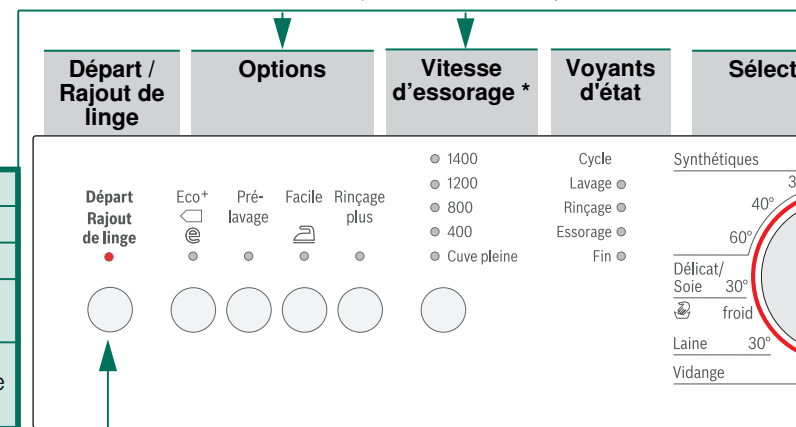 Départ /
Rajout de
linge
Options
Vitesse
d'essorage *
Voyants
d'état
Sélect
Départ
Rajout
de linge
Eco+
Pré-
lavage
Facile
Rinçage
plus
1400
1200
800
400
Cuve pleine
Cycle
Lavage
Rinçage
Essorage
Fin
Synthétiques
40°
60°
Délicat/
Soie 30°
froid
Laine 30°
Vidange